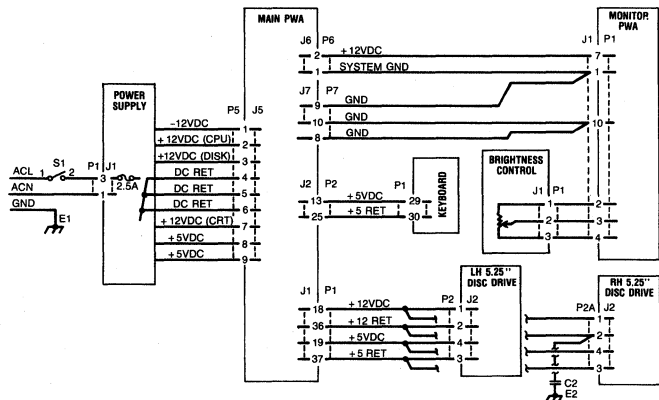 MAIN PWA
MONITOR PWA
J6 P6
J1 P1
2 +12VDC 7
1 SYSTEM GND 1
J7 P7
9 GND
10 GND 10
8 GND
POWER SUPPLY
P5 J5
-12VDC 1
+12VDC (CPU) 2
+12VDC (DISK) 3
DC RET 4
DC RET 5
DC RET 6
+12VDC (CRT) 7
+5VDC 8
+5VDC 9
ACL 1 S1 2 P1 J1 3
2.5A
ACN 1
GND
E1
J2 P2 P1
13 +5VDC 29
25 +5 RET 30
KEYBOARD
BRIGHTNESS CONTROL
J1 P1
1 2
2 3
3 4
LH 5.25" DISC DRIVE
RH 5.25" DISC DRIVE
J1 P1 P2 J2
18 +12VDC 1
36 +12 RET 2
19 +5VDC 4
37 +5 RET 3
P2A J2
1
2
4
3
C2
E2